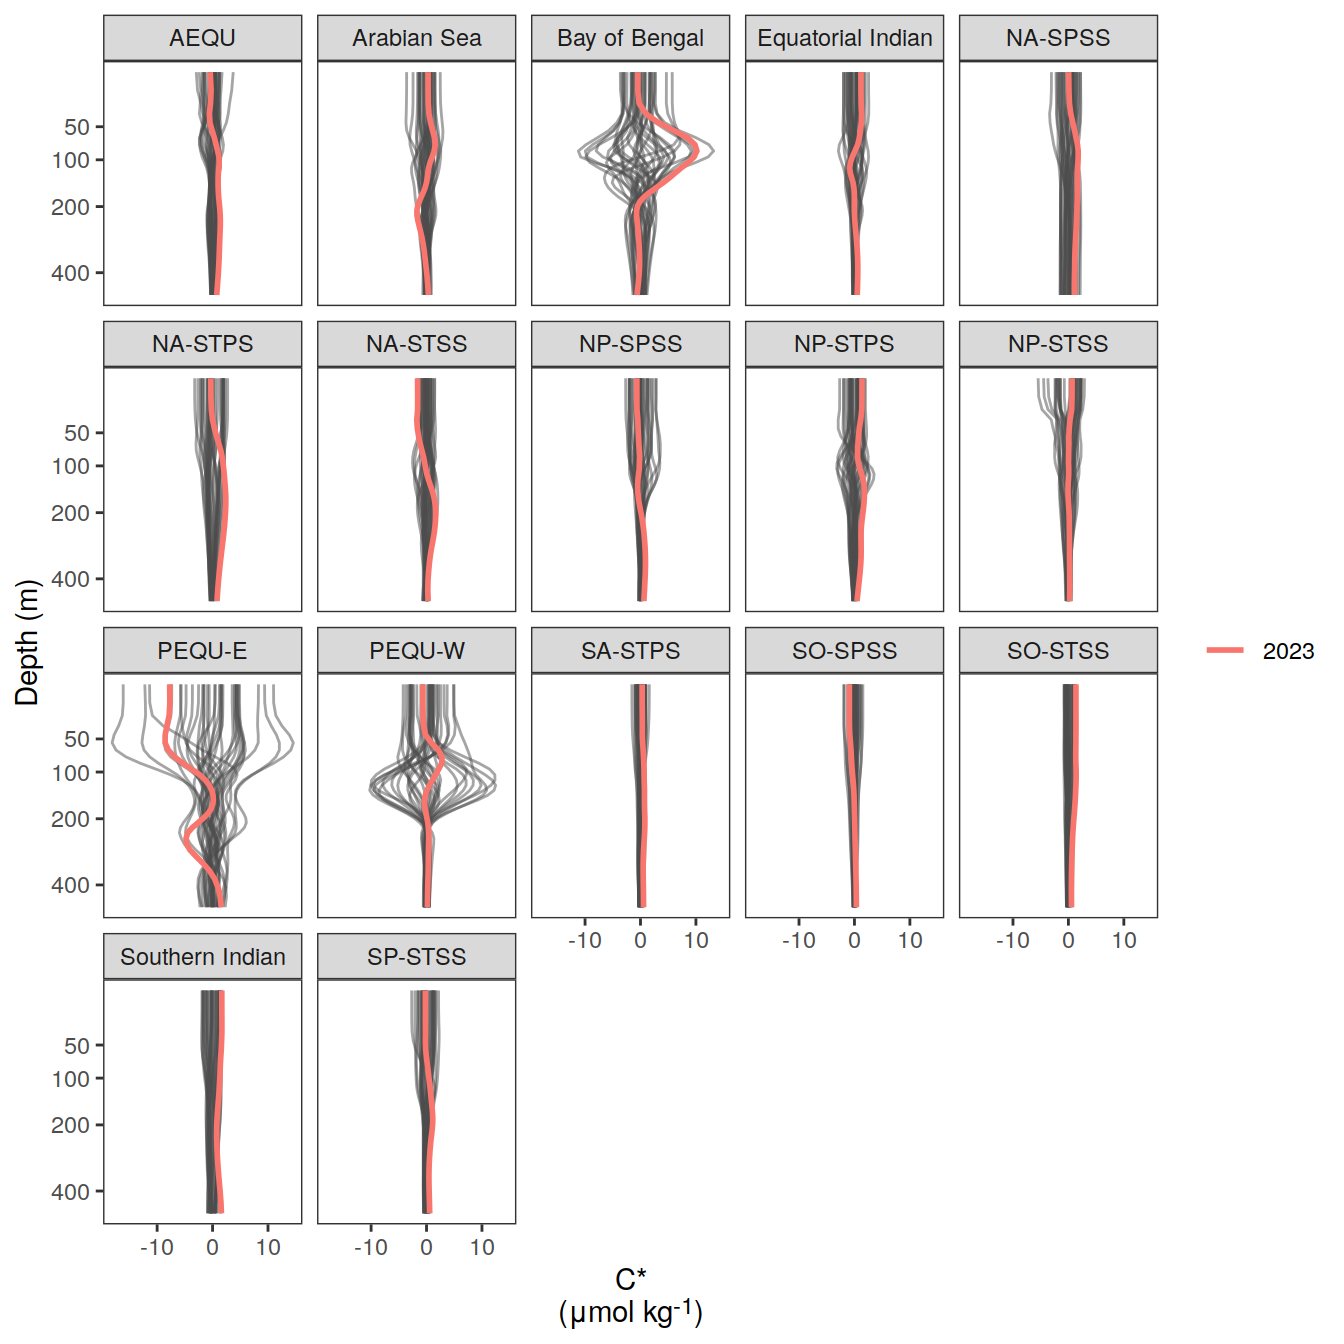 AEQU Arabian Sea Bay of Bengal Equatorial Indian NA-SPSS
50
100
200
400
NA-STPS NA-STSS NP-SPSS NP-STPS NP-STSS
50
100
200
400
PEQU-E PEQU-W SA-STPS SO-SPSS SO-STSS
50
100
200
400
-10 0 10 -10 0 10 -10 0 10
Southern Indian SP-STSS
50
100
200
400
-10 0 10 -10 0 10
Depth (m)
C*
(µmol kg⁻¹)
2023